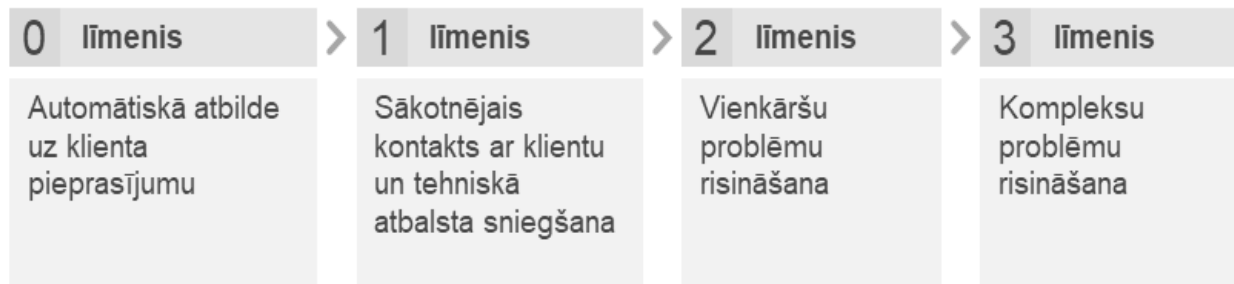 0 līmenis
1 līmenis
2 līmenis
3 līmenis
Automātiskā atbilde
uz klienta
pieprasījumu
Sākotnējais
kontakts ar klientu
un tehniskā
atbalsta sniegšana
Vienkāršu
problēmu
risināšana
Kompleksu
problēmu
risināšana